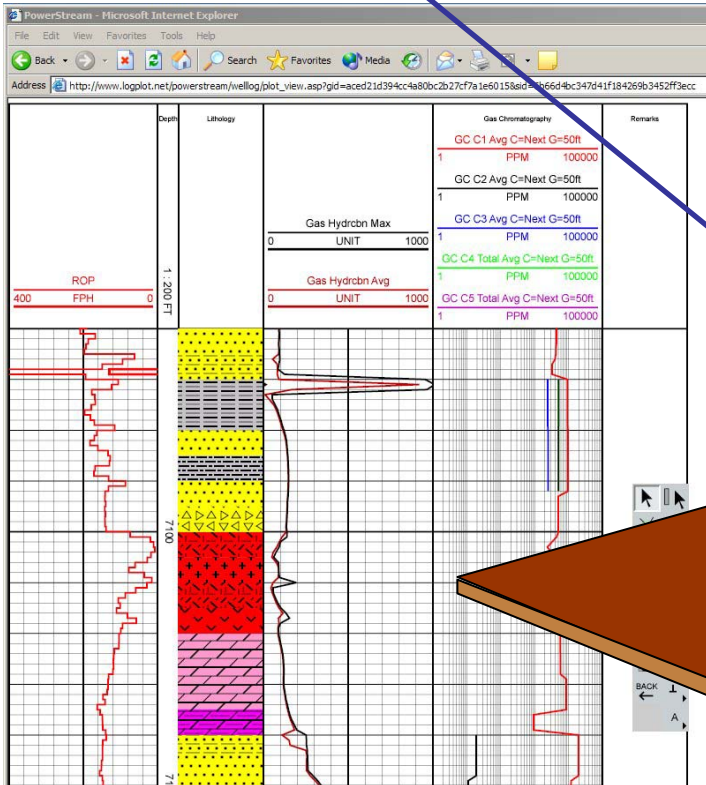 PowerStream - Microsoft Internet Explorer
File Edit View Favorites Tools Help
Back Search Favorites Media
Address http://www.logplot.net/powerstream/welllog/plot_view.asp?gid=aced21d394cc4a80bc2b27cf7a1e6015&sid=
Depth Lithology Gas Chromatography Remarks
GC C1 Avg C=Next G=50ft
1 PPM 100000
GC C2 Avg C=Next G=50ft
1 PPM 100000
Gas Hydrcbn Max GC C3 Avg C=Next G=50ft
0 UNIT 1000 1 PPM 100000
GC C4 Total Avg C=Next G=50ft
ROP 1 : 200 FT Gas Hydrcbn Avg 1 PPM 100000
400 FPH 0 0 UNIT 1000 GC C5 Total Avg C=Next G=50ft
1 PPM 100000
7100
BACK
A
71